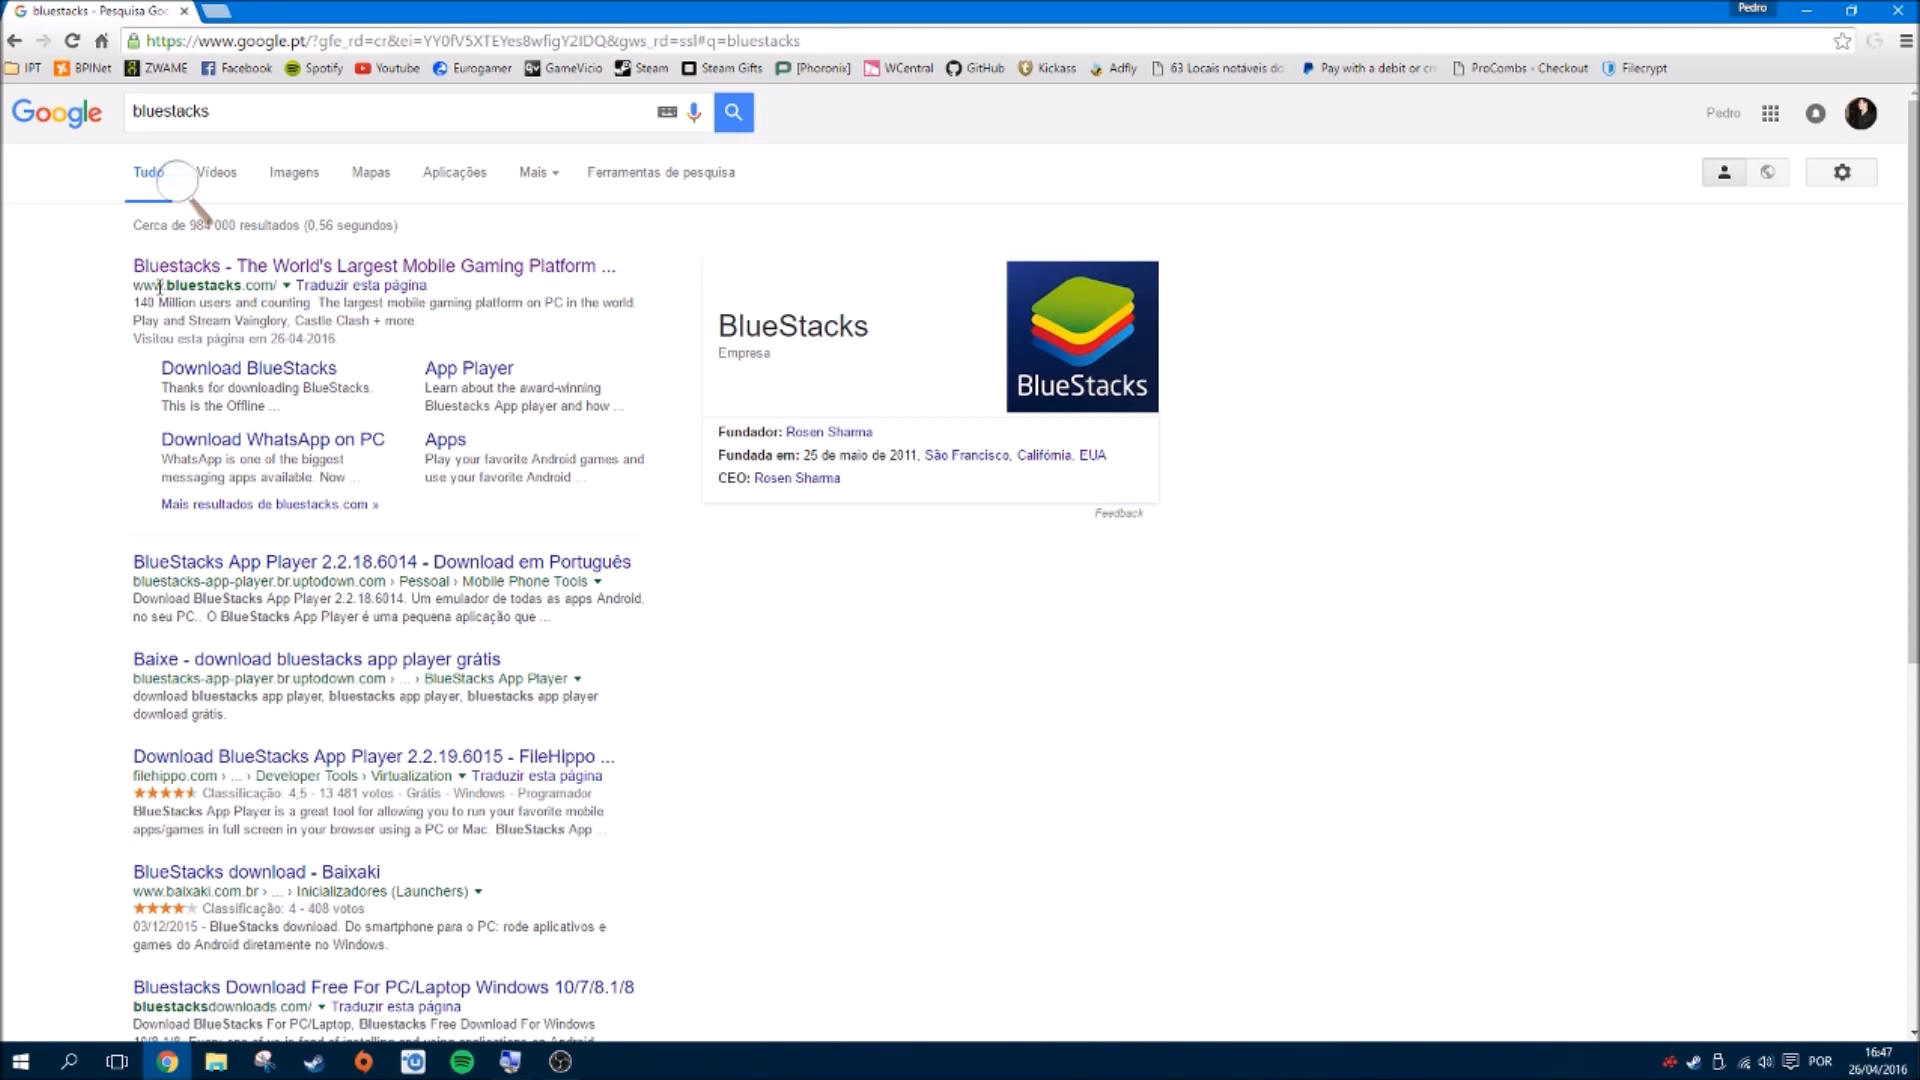 bluestacks - Pesquisa Goo
Pedro
https://www.google.pt/?gfe_rd=cr&ei=YY0fV5XTEYes8wfigY2IDQ&gws_rd=ssl#q=bluestacks
IPT BPINet ZWAME Facebook Spotify Youtube Eurogamer GameVicio Steam Steam Gifts [Phoronix] WCentral GitHub Kickass Adfly 63 Locais notáveis do Pay with a debit or cr ProCombs - Checkout Filecrypt
Google bluestacks Pedro
Tudo Vídeos Imagens Mapas Aplicações Mais Ferramentas de pesquisa
Cerca de 984 000 resultados (0,56 segundos)
Bluestacks - The World's Largest Mobile Gaming Platform ...
www.bluestacks.com/ Traduzir esta página
140 Million users and counting. The largest mobile gaming platform on PC in the world.
Play and Stream Vainglory, Castle Clash + more.
Visitou esta página em 26-04-2016.
Download BlueStacks
Thanks for downloading BlueStacks.
This is the Offline ...
App Player
Learn about the award-winning
Bluestacks App player and how ...
Download WhatsApp on PC
WhatsApp is one of the biggest
messaging apps available. Now ...
Apps
Play your favorite Android games and
use your favorite Android ...
Mais resultados de bluestacks.com »
BlueStacks App Player 2.2.18.6014 - Download em Português
bluestacks-app-player.br.uptodown.com › Pessoal › Mobile Phone Tools
Download BlueStacks App Player 2.2.18.6014. Um emulador de todas as apps Android,
no seu PC.. O BlueStacks App Player é uma pequena aplicação que ...
Baixe - download bluestacks app player grátis
bluestacks-app-player.br.uptodown.com › ... › BlueStacks App Player
download bluestacks app player, bluestacks app player, bluestacks app player
download grátis.
Download BlueStacks App Player 2.2.19.6015 - FileHippo ...
filehippo.com › ... › Developer Tools › Virtualization Traduzir esta página
Classificação: 4,5 - 13 481 votos - Grátis - Windows - Programador
BlueStacks App Player is a great tool for allowing you to run your favorite mobile
apps/games in full screen in your browser using a PC or Mac. BlueStacks App ...
BlueStacks download - Baixaki
www.baixaki.com.br › ... › Inicializadores (Launchers)
Classificação: 4 - 408 votos
03/12/2015 - BlueStacks download. Do smartphone para o PC: rode aplicativos e
games do Android diretamente no Windows.
Bluestacks Download Free For PC/Laptop Windows 10/7/8.1/8
bluestacksdownloads.com/ Traduzir esta página
Download BlueStacks For PC/Laptop, Bluestacks Free Download For Windows
BlueStacks
Empresa
BlueStacks
Fundador: Rosen Sharma
Fundada em: 25 de maio de 2011, São Francisco, Califórnia, EUA
CEO: Rosen Sharma
Feedback
POR
16:47
26/04/2016